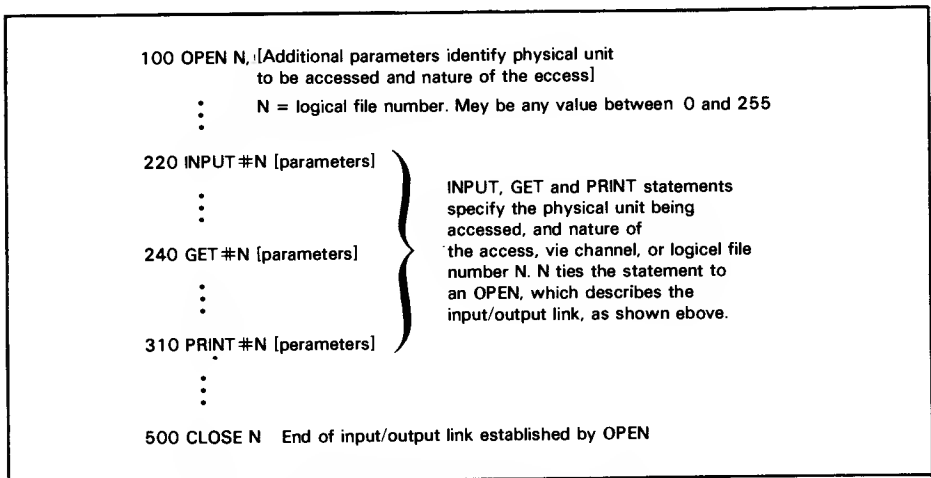 100 OPEN N, [Additional parameters identify physical unit
to be accessed and nature of the eccess]
N = logical file number. Mey be any value between 0 and 255
220 INPUT#N [parameters]
240 GET#N [parameters]
310 PRINT#N [perameters]
INPUT, GET and PRINT statements
specify the physical unit being
accessed, and nature of
the access, vie channel, or logicel file
number N. N ties the statement to
an OPEN, which describes the
input/output link, as shown ebove.
500 CLOSE N End of input/output link established by OPEN